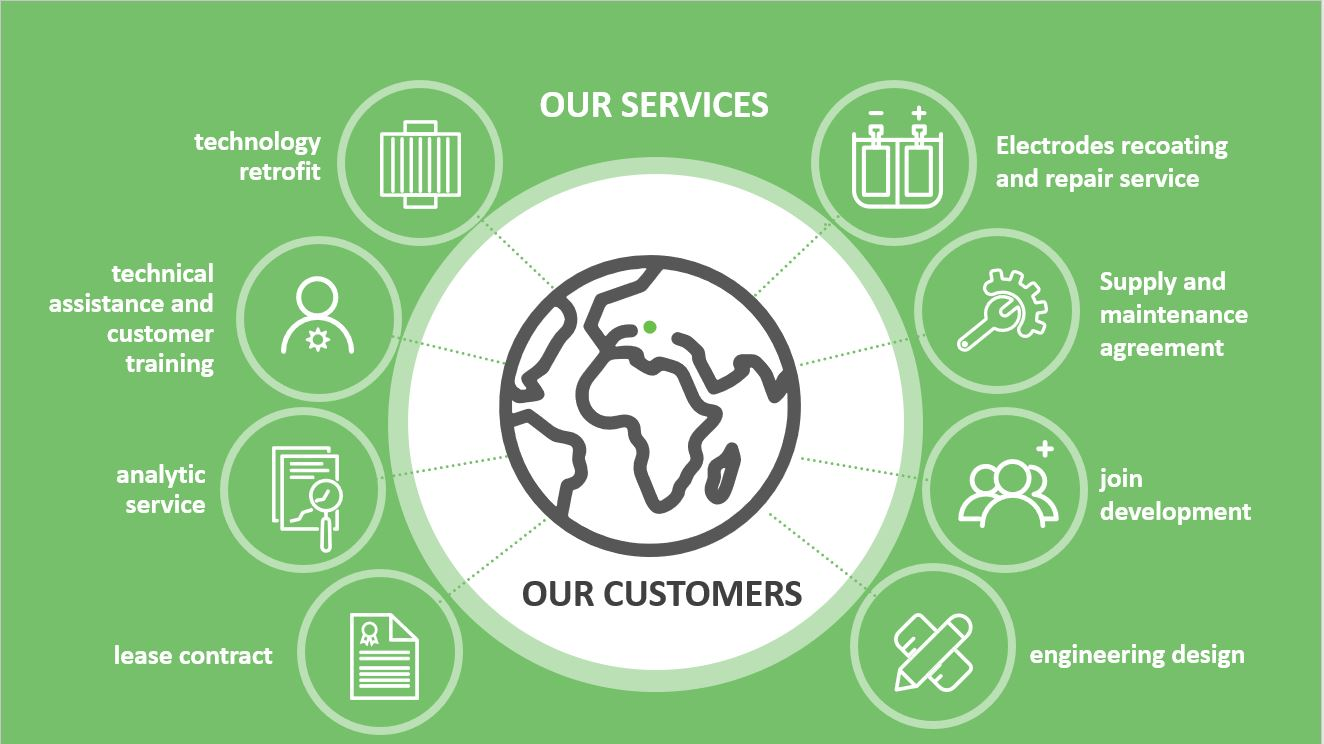 OUR SERVICES
technology
retrofit
technical
assistance and
customer
training
analytic
service
lease contract
Electrodes recoating
and repair service
Supply and
maintenance
agreement
join
development
engineering design
OUR CUSTOMERS